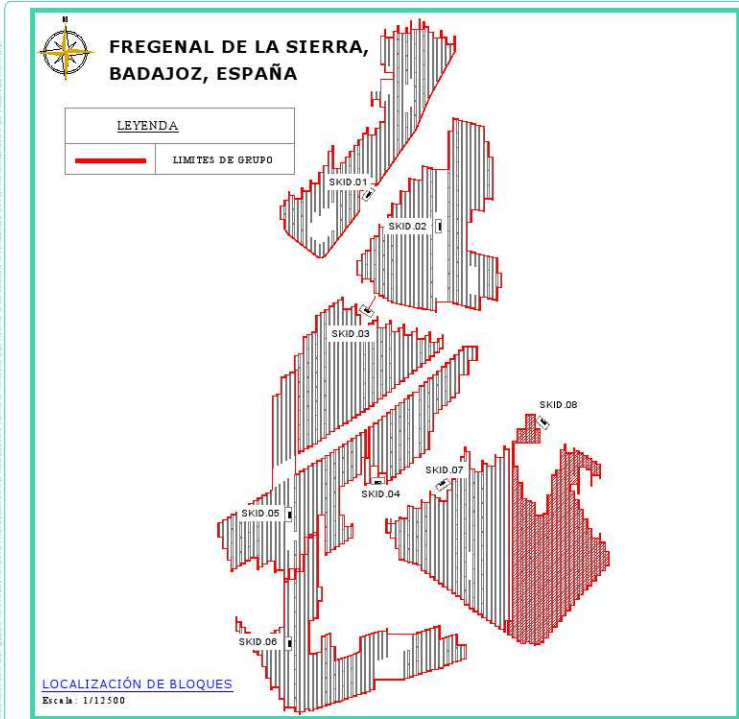 FREGENAL DE LA SIERRA,
BADAJOZ, ESPAÑA
LEYENDA
LIMITES DE GRUPO
SKID.01
SKID.02
SKID.03
SKID.08
SKID.07
SKID.04
SKID.05
SKID.06
LOCALIZACIÓN DE BLOQUES
Escala: 1/12500